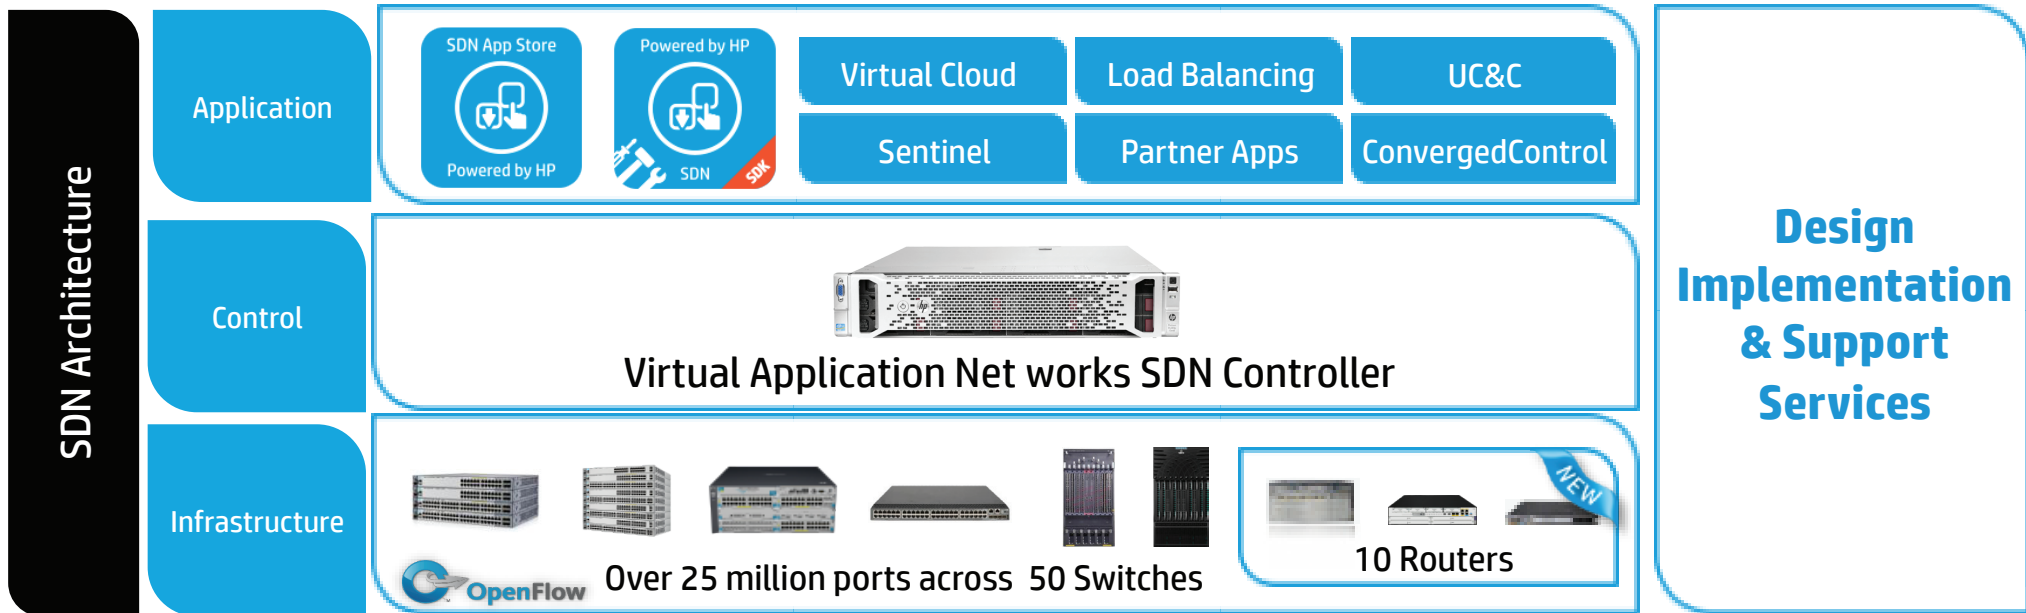 SDN Architecture
Application
SDN App Store
Powered by HP
Powered by HP
SDN
SDK
Virtual Cloud
Load Balancing
UC&C
Sentinel
Partner Apps
ConvergedControl
Control
hp
Virtual Application Net works SDN Controller
Infrastructure
OpenFlow
Over 25 million ports across 50 Switches
NEW
10 Routers
Design
Implementation
& Support
Services